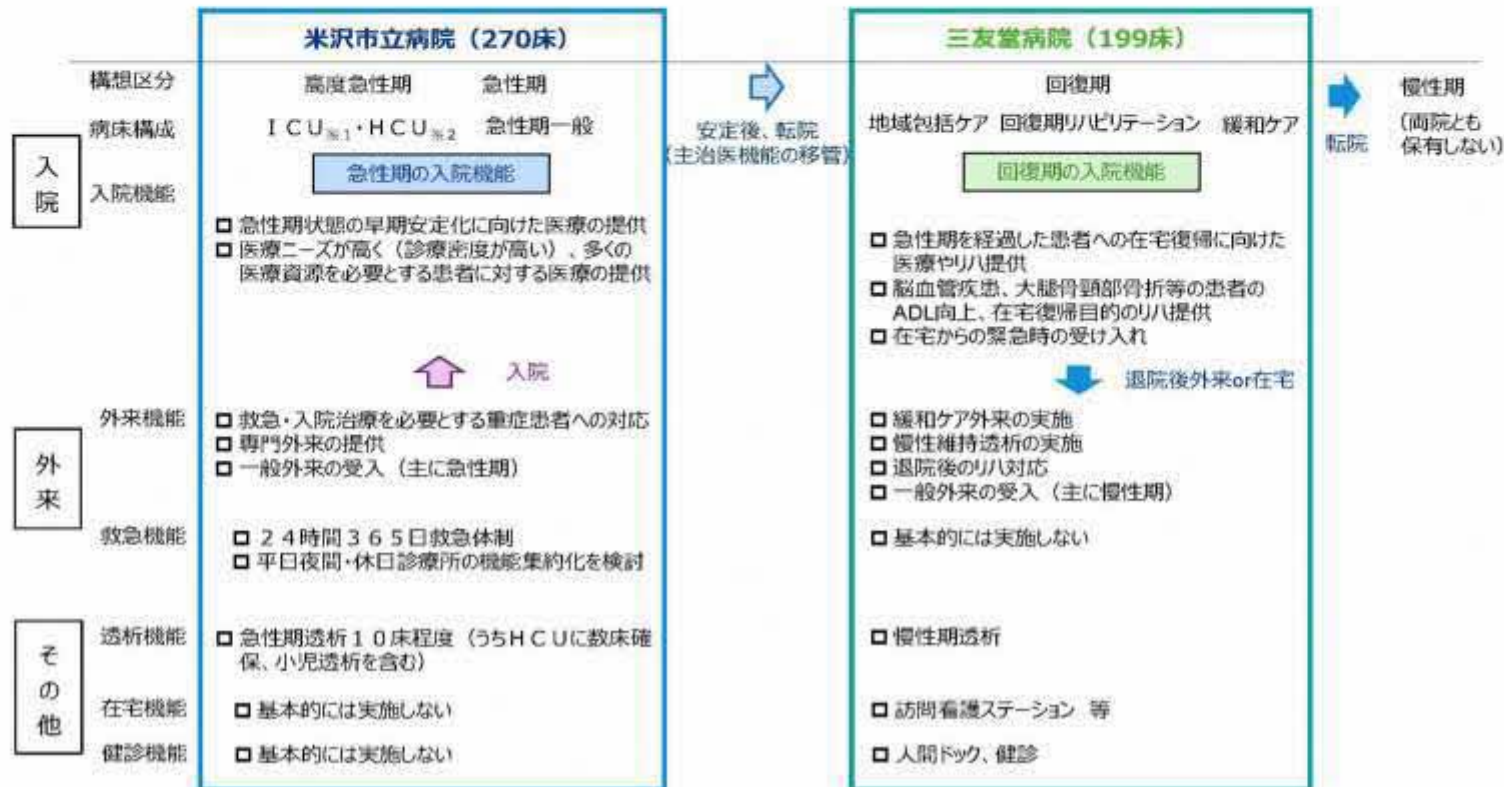 米沢市立病院（270床）
三友堂病院（199床）
構想区分
高度急性期
急性期
回復期
慢性期
（両院とも
保有しない）
病床構成
ＩＣＵ※1・ＨＣＵ※2
急性期一般
安定後、転院
（主治医機能の移管）
地域包括ケア
回復期リハビリテーション
緩和ケア
転院
入院
入院機能
急性期の入院機能
回復期の入院機能
急性期状態の早期安定化に向けた医療の提供
医療ニーズが高く（診療密度が高い）、多くの
医療資源を必要とする患者に対する医療の提供
急性期を経過した患者への在宅復帰に向けた
医療やリハ提供
脳血管疾患、大腿骨頸部骨折等の患者の
ADL向上、在宅復帰目的のリハ提供
在宅からの緊急時の受け入れ
入院
退院後外来or在宅
外来
外来機能
救急・入院治療を必要とする重症患者への対応
専門外来の提供
一般外来の受入（主に急性期）
緩和ケア外来の実施
慢性維持透析の実施
退院後のリハ対応
一般外来の受入（主に慢性期）
救急機能
２４時間３６５日救急体制
平日夜間・休日診療所の機能集約化を検討
基本的には実施しない
その他
透析機能
急性期透析１０床程度（うちＨＣＵに数床確
保、小児透析を含む）
慢性期透析
在宅機能
基本的には実施しない
訪問看護ステーション 等
健診機能
基本的には実施しない
人間ドック、健診